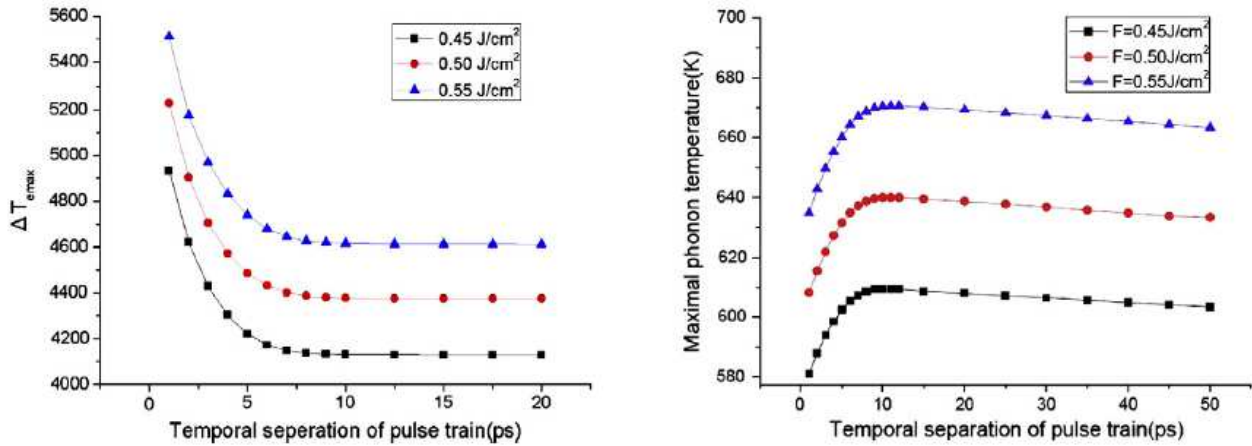 5600
5400
5200
5000
4800
4600
4400
4200
4000
Δ T_emax
0.45 J/cm²
0.50 J/cm²
0.55 J/cm²
0 5 10 15 20
Temporal seperation of pulse train(ps)
700
680
660
640
620
600
580
Maximal phonon temperature(K)
F=0.45J/cm²
F=0.50J/cm²
F=0.55J/cm²
0 10 20 30 40 50
Temporal separation of pulse train(ps)